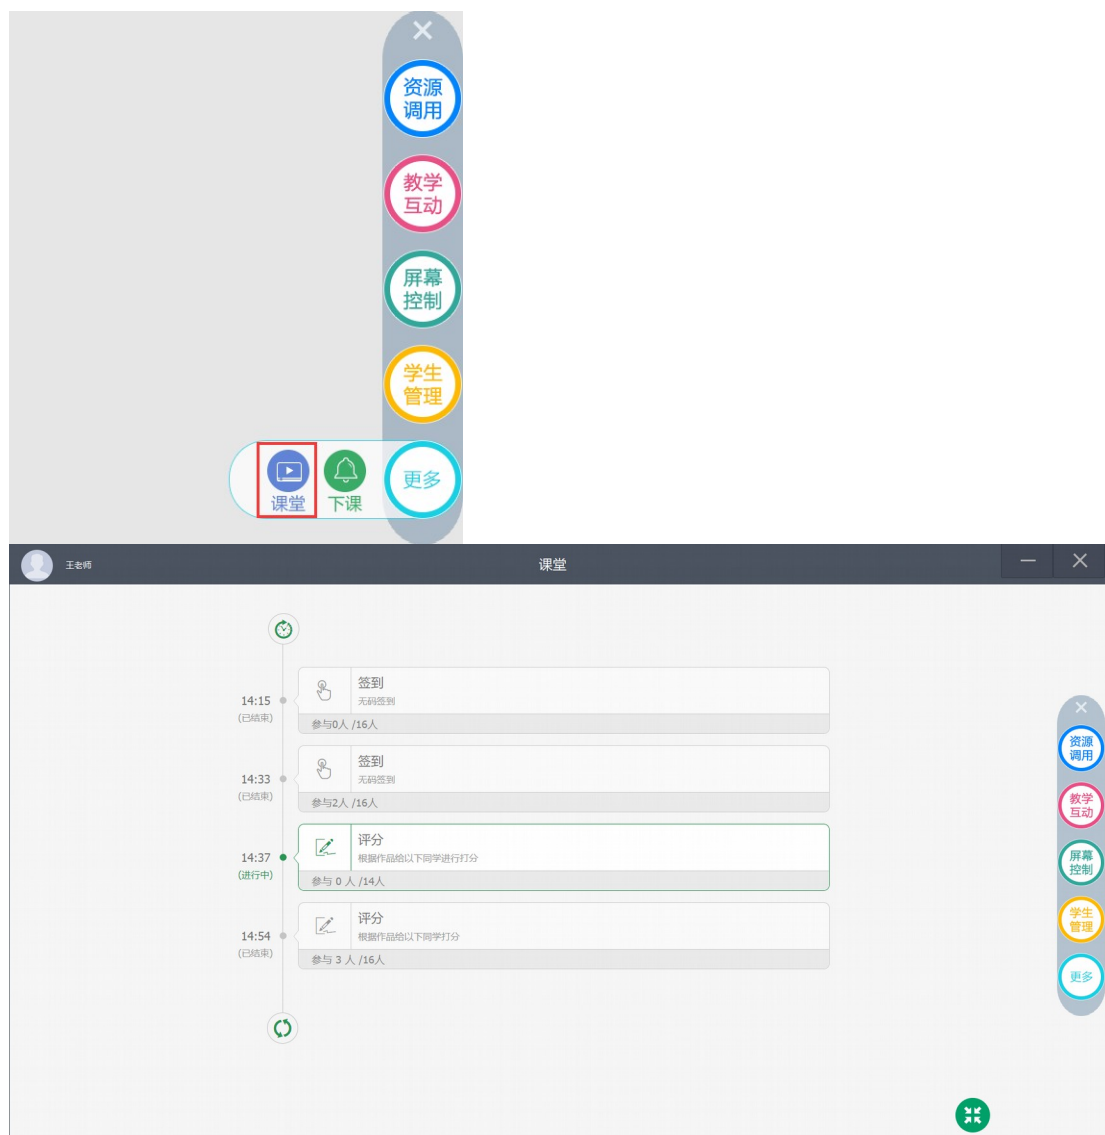 资源
调用
教学
互动
屏幕
控制
学生
管理
课堂
下课
更多
王老师
课堂
14:15
(已结束)
签到
无码签到
参与0人 /16人
14:33
(已结束)
签到
无码签到
参与2人 /16人
14:37
(进行中)
评分
根据作品给以下同学进行打分
参与 0 人 /14人
14:54
(已结束)
评分
根据作品给以下同学打分
参与 3 人 /16人
资源
调用
教学
互动
屏幕
控制
学生
管理
更多